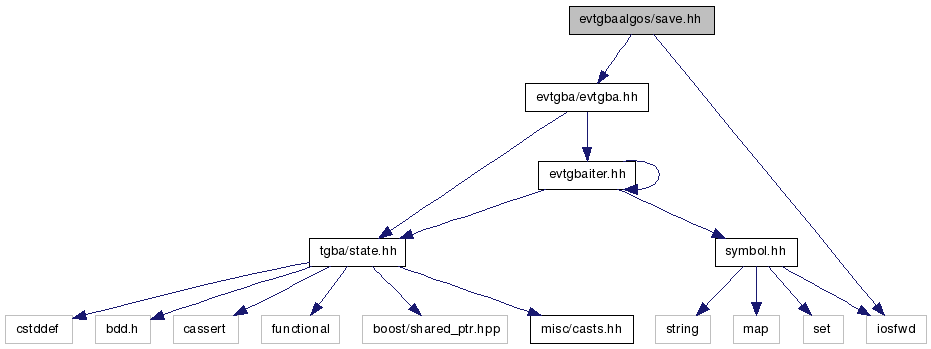 evtgbaalgos/save.hh
evtgba/evtgba.hh
evtgbaiter.hh
tgba/state.hh
symbol.hh
cstddef
bdd.h
cassert
functional
boost/shared_ptr.hpp
misc/casts.hh
string
map
set
iosfwd